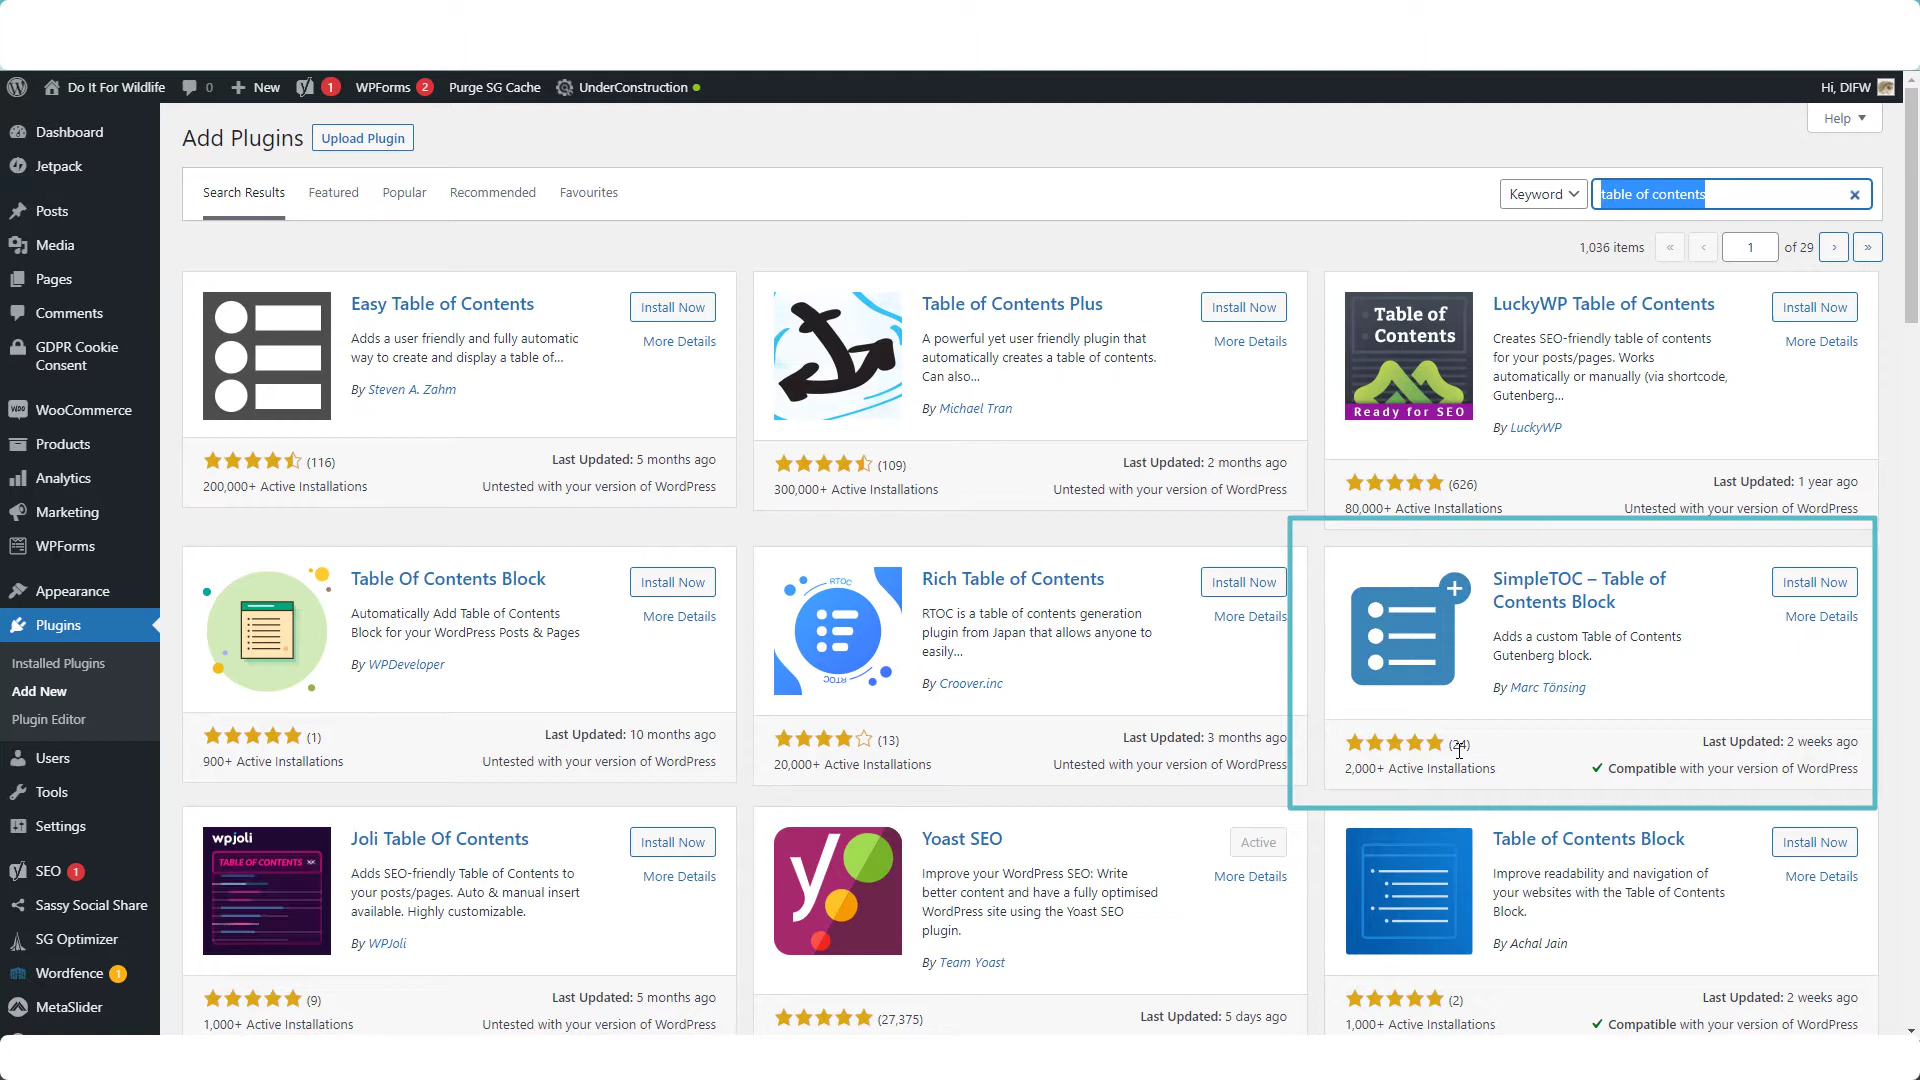 Do It For Wildlife 0 New 1 WPForms 2 Purge SG Cache UnderConstruction Hi, DIFW
Help
Dashboard
Jetpack
Posts
Media
Pages
Comments
GDPR Cookie
Consent
WooCommerce
Products
Analytics
Marketing
WPForms
Appearance
Plugins
Installed Plugins
Add New
Plugin Editor
Users
Tools
Settings
SEO 1
Sassy Social Share
SG Optimizer
Wordfence 1
MetaSlider
Add Plugins Upload Plugin
Search Results Featured Popular Recommended Favourites Keyword table of contents
1,036 items « ‹ 1 of 29 › »
Easy Table of Contents
Install Now
More Details
Adds a user friendly and fully automatic
way to create and display a table of...
By Steven A. Zahm
(116) Last Updated: 5 months ago
200,000+ Active Installations Untested with your version of WordPress
Table of Contents Plus
Install Now
More Details
A powerful yet user friendly plugin that
automatically creates a table of contents.
Can also...
By Michael Tran
(109) Last Updated: 2 months ago
300,000+ Active Installations Untested with your version of WordPress
Table of
Contents
Ready for SEO
LuckyWP Table of Contents
Install Now
More Details
Creates SEO-friendly table of contents
for your posts/pages. Works
automatically or manually (via shortcode,
Gutenberg...
By LuckyWP
(626) Last Updated: 1 year ago
80,000+ Active Installations Untested with your version of WordPress
Table Of Contents Block
Install Now
More Details
Automatically Add Table of Contents
Block for your WordPress Posts & Pages
By WPDeveloper
(1) Last Updated: 10 months ago
900+ Active Installations Untested with your version of WordPress
RTOC
RTOC
Rich Table of Contents
Install Now
More Details
RTOC is a table of contents generation
plugin from Japan that allows anyone to
easily...
By Croover.inc
(13) Last Updated: 3 months ago
20,000+ Active Installations Untested with your version of WordPress
SimpleTOC – Table of
Contents Block
Install Now
More Details
Adds a custom Table of Contents
Gutenberg block.
By Marc Tönsing
(24) Last Updated: 2 weeks ago
2,000+ Active Installations Compatible with your version of WordPress
wpjoli
TABLE OF CONTENTS
Joli Table Of Contents
Install Now
More Details
Adds SEO-friendly Table of Contents to
your posts/pages. Auto & manual insert
available. Highly customizable.
By WPJoli
(9) Last Updated: 5 months ago
1,000+ Active Installations Untested with your version of WordPress
Yoast SEO
Active
More Details
Improve your WordPress SEO: Write
better content and have a fully optimised
WordPress site using the Yoast SEO
plugin.
By Team Yoast
(27,375) Last Updated: 5 days ago
Table of Contents Block
Install Now
More Details
Improve readability and navigation of
your websites with the Table of Contents
Block.
By Achal Jain
(2) Last Updated: 2 weeks ago
1,000+ Active Installations Compatible with your version of WordPress